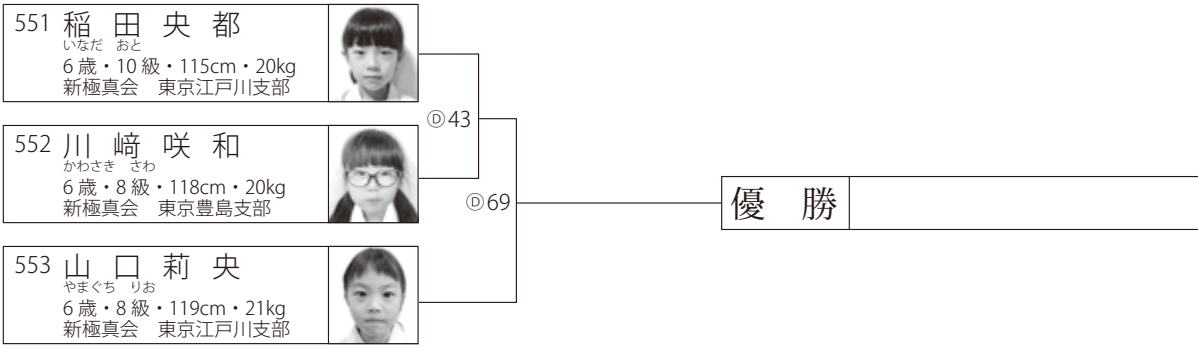 551 稲田央都
いなだ おと
6歳・10級・115cm・20kg
新極真会 東京江戸川支部
Ⓓ43
552 川﨑咲和
かわさき さわ
6歳・8級・118cm・20kg
新極真会 東京豊島支部
Ⓓ69
優勝
553 山口莉央
やまぐち りお
6歳・8級・119cm・21kg
新極真会 東京江戸川支部